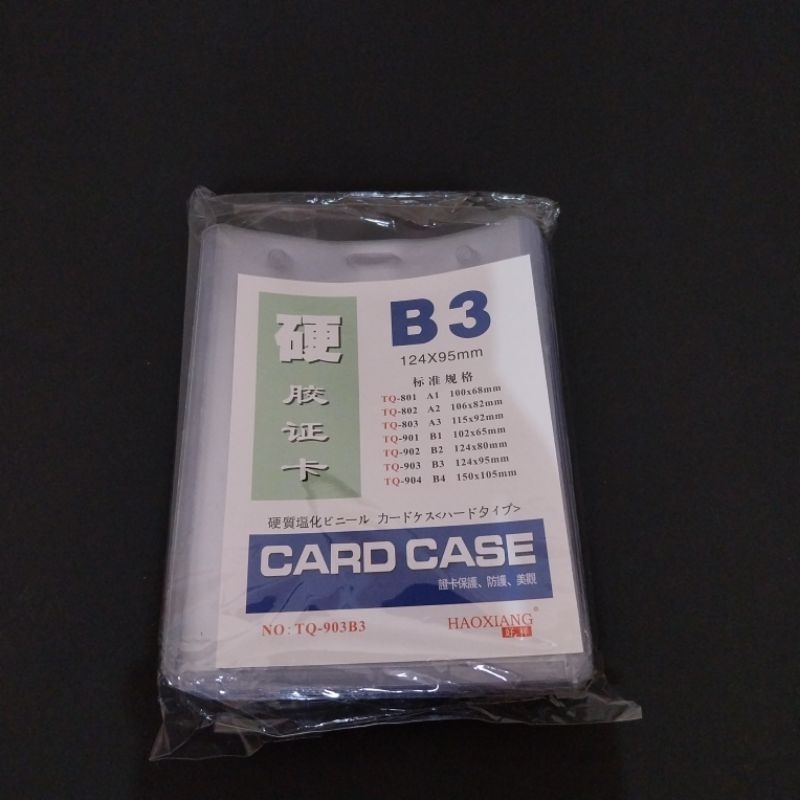 硬
胶
证
卡
B3
124X95mm
标准规格
TQ-801 A1 100x68mm
TQ-802 A2 106x82mm
TQ-803 A3 115x92mm
TQ-901 B1 102x65mm
TQ-902 B2 124x80mm
TQ-903 B3 124x95mm
TQ-904 B4 150x105mm
硬質塩化ビニール カードケス<ハードタイプ>
CARD CASE
證卡保護、防護、美觀
NO: TQ-903B3
HAOXIANG®
好祥